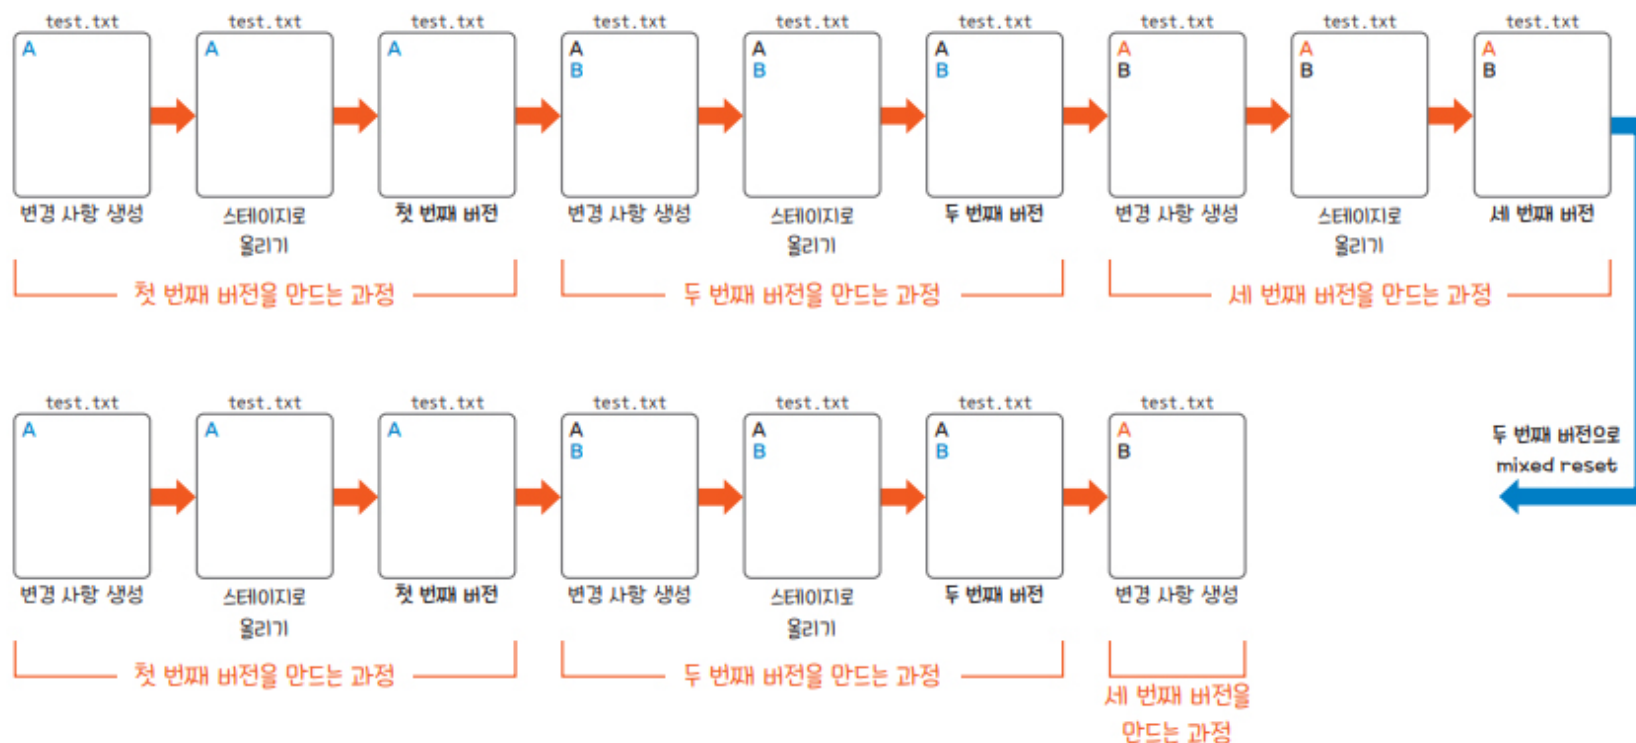 test.txt test.txt test.txt test.txt test.txt test.txt test.txt test.txt test.txt
A A A A A A A A A
B B B B B B
변경 사항 생성 스테이지로 첫 번째 버전 변경 사항 생성 스테이지로 두 번째 버전 변경 사항 생성 스테이지로 세 번째 버전
올리기 올리기 올리기
첫 번째 버전을 만드는 과정 두 번째 버전을 만드는 과정 세 번째 버전을 만드는 과정
두 번째 버전으로
mixed reset
test.txt test.txt test.txt test.txt test.txt test.txt test.txt
A A A A A A A
B B B B
변경 사항 생성 스테이지로 첫 번째 버전 변경 사항 생성 스테이지로 두 번째 버전 변경 사항 생성
올리기 올리기
첫 번째 버전을 만드는 과정 두 번째 버전을 만드는 과정 세 번째 버전을
만드는 과정